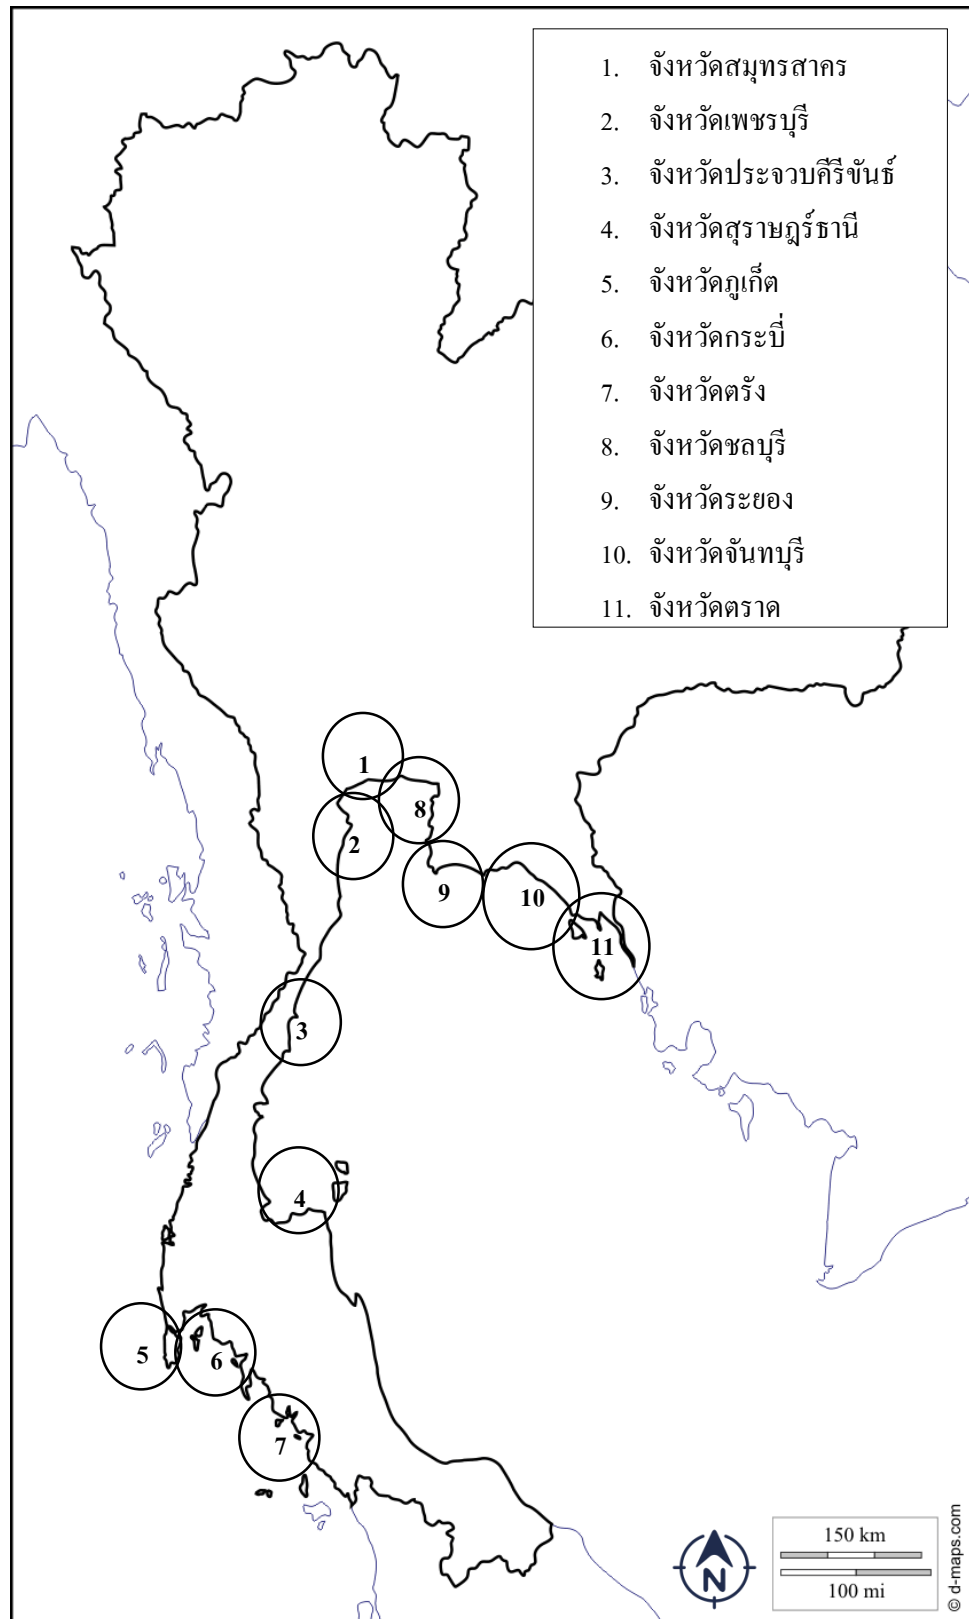 1. จังหวัดสมุทรสาคร
2. จังหวัดเพชรบุรี
3. จังหวัดประจวบคีรีขันธ์
4. จังหวัดสุราษฎร์ธานี
5. จังหวัดภูเก็ต
6. จังหวัดกระบี่
7. จังหวัดตรัง
8. จังหวัดชลบุรี
9. จังหวัดระยอง
10. จังหวัดจันทบุรี
11. จังหวัดตราด
1
8
2
9
10
11
3
4
5
6
7
N
150 km
100 mi
© d-maps.com